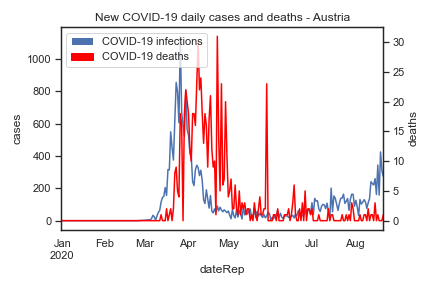 New COVID-19 daily cases and deaths - Austria
COVID-19 infections
COVID-19 deaths
cases
1000
800
600
400
200
0
deaths
30
25
20
15
10
5
0
Jan Feb Mar Apr May Jun Jul Aug
2020
dateRep